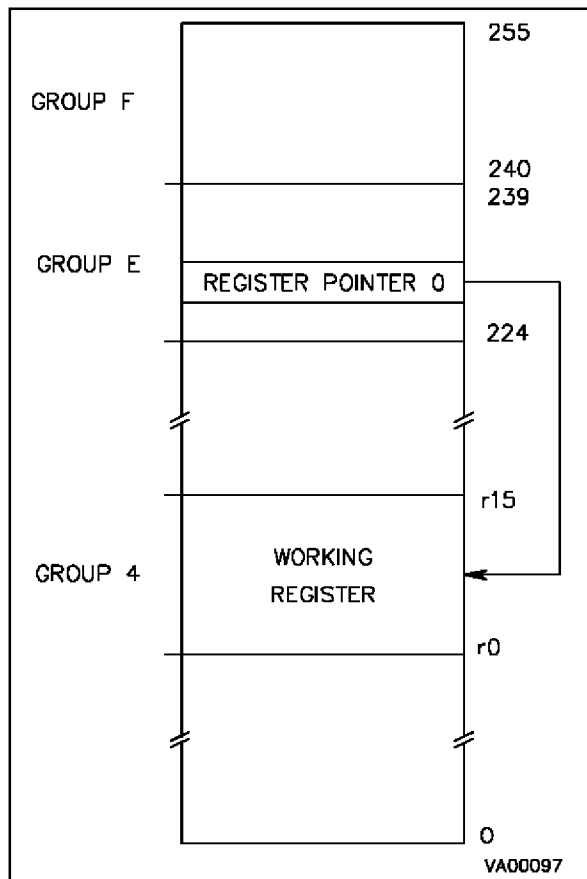 255
GROUP F
240
239
GROUP E
REGISTER POINTER 0
224
r15
GROUP 4
WORKING
REGISTER
r0
0
VA00097